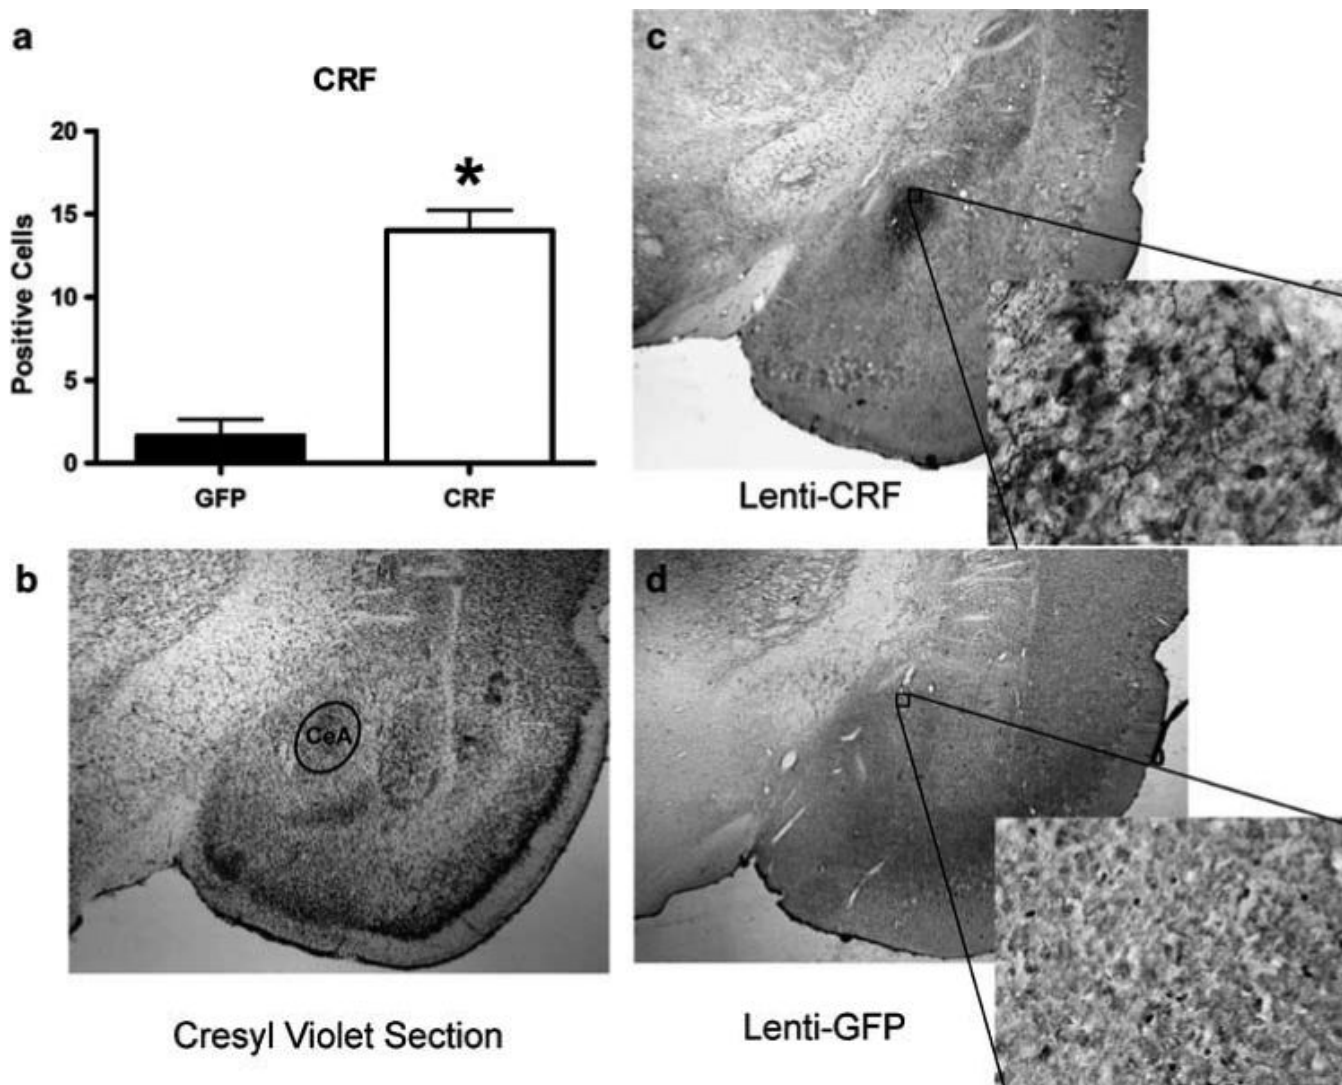 a
CRF
20
*
15
10
5
0
Positive Cells
GFP
CRF
b
CeA
Cresyl Violet Section
c
Lenti-CRF
d
Lenti-GFP